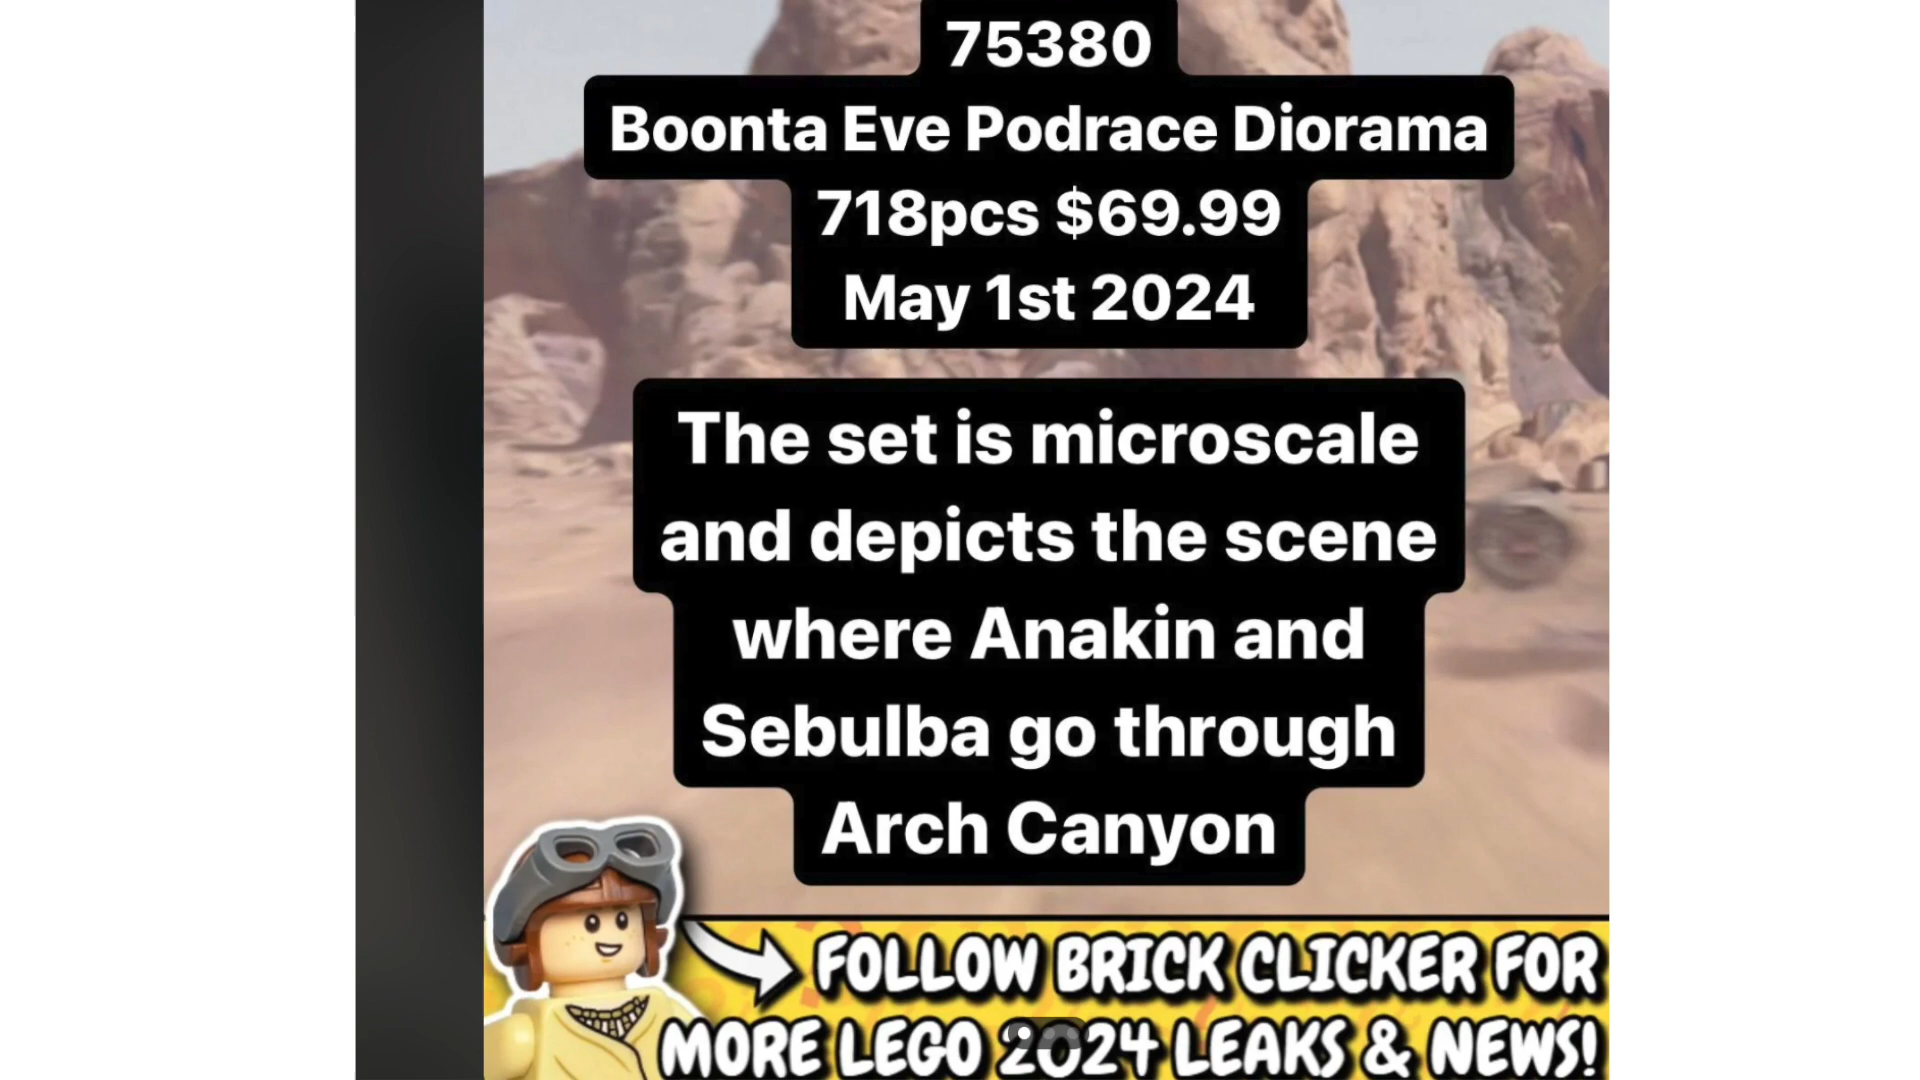 75380
Boonta Eve Podrace Diorama
718pcs $69.99
May 1st 2024
The set is microscale
and depicts the scene
where Anakin and
Sebulba go through
Arch Canyon
FOLLOW BRICK CLICKER FOR
MORE LEGO 2024 LEAKS & NEWS!